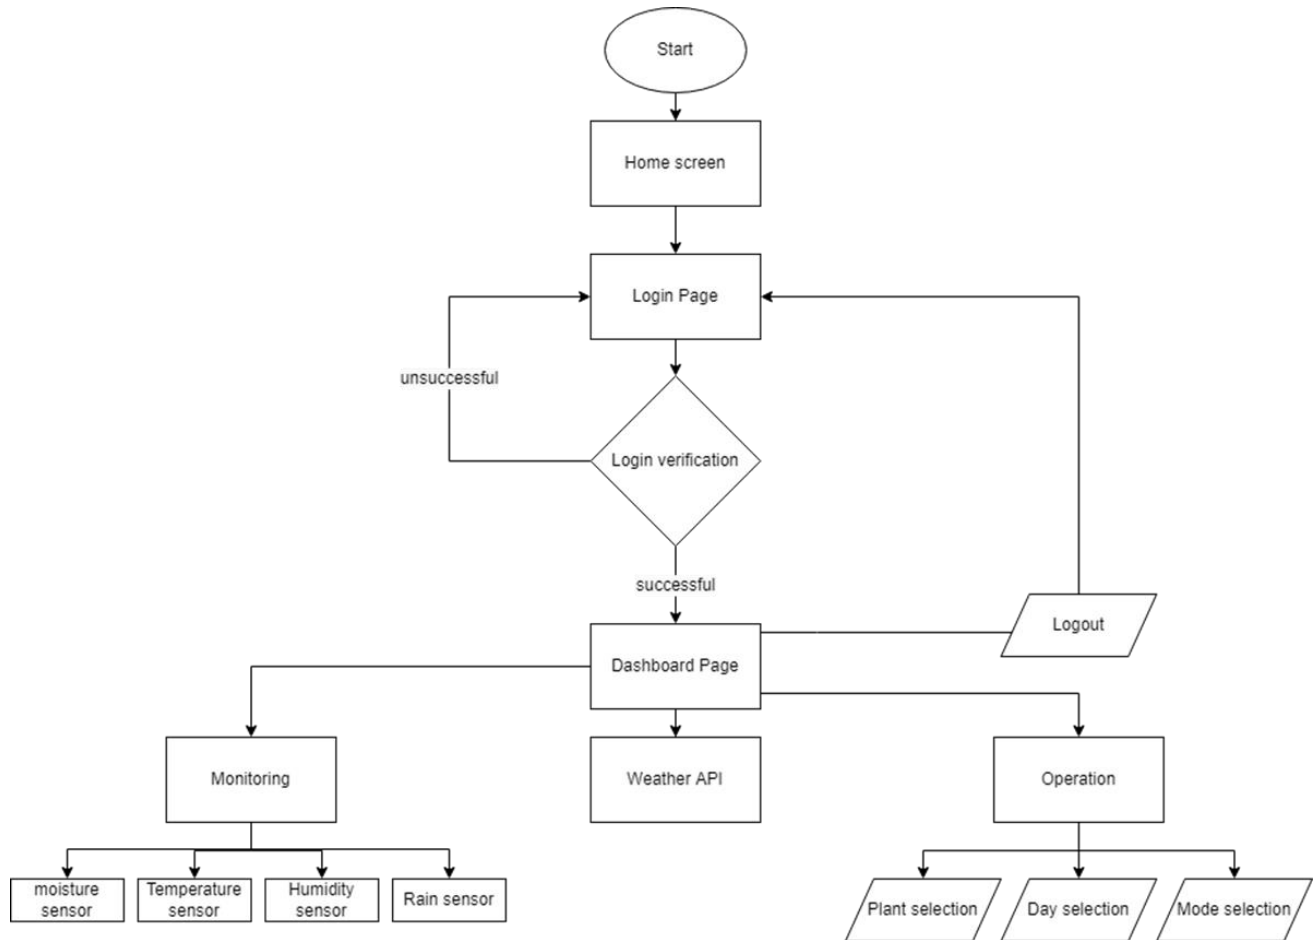 Start
Home screen
Login Page
unsuccessful
Login verification
successful
Logout
Dashboard Page
Monitoring
Weather API
Operation
moisture
sensor
Temperature
sensor
Humidity
sensor
Rain sensor
Plant selection
Day selection
Mode selection